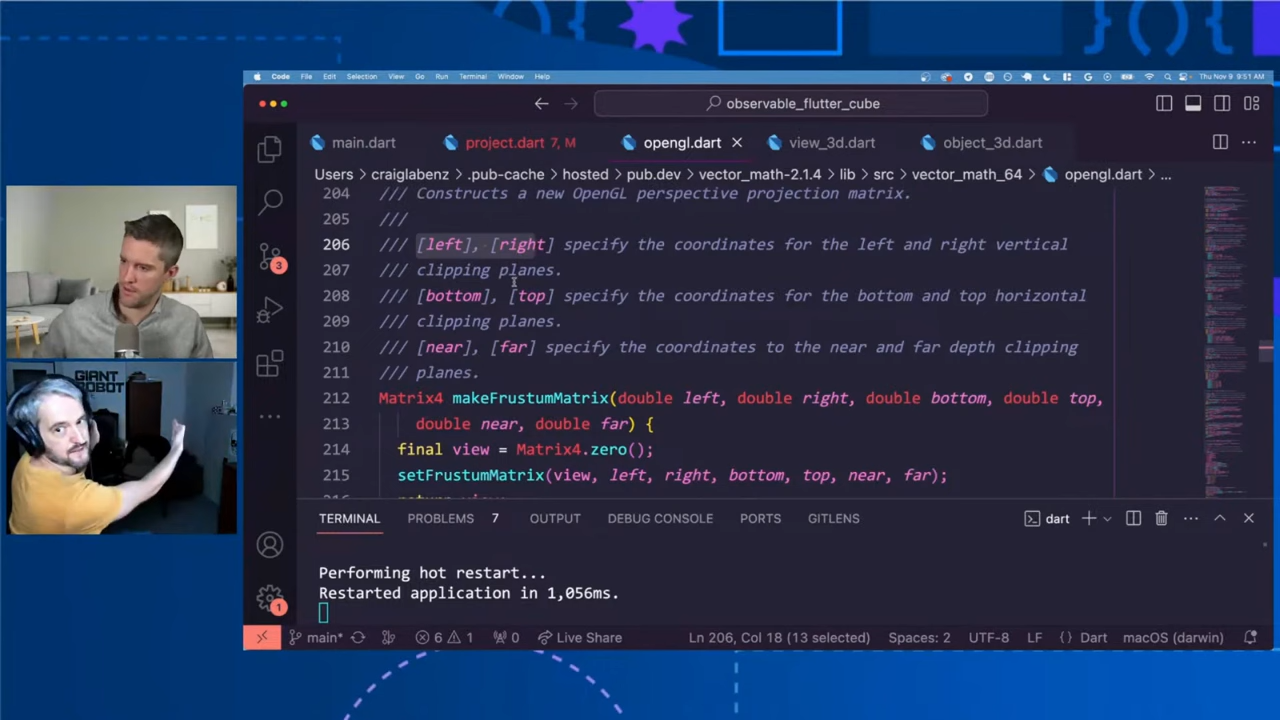 Code File Edit Selection View Go Run Terminal Window Help Thu Nov 9 9:51 AM
observable_flutter_cube
main.dart project.dart 7, M opengl.dart view_3d.dart object_3d.dart
Users > craiglabenz > .pub-cache > hosted > pub.dev > vector_math-2.1.4 > lib > src > vector_math_64 > opengl.dart > ...
204 /// Constructs a new OpenGL perspective projection matrix.
205 ///
206 /// [left], [right] specify the coordinates for the left and right vertical
207 /// clipping planes.
208 /// [bottom], [top] specify the coordinates for the bottom and top horizontal
209 /// clipping planes.
210 /// [near], [far] specify the coordinates to the near and far depth clipping
211 /// planes.
212 Matrix4 makeFrustumMatrix(double left, double right, double bottom, double top,
213 double near, double far) {
214 final view = Matrix4.zero();
215 setFrustumMatrix(view, left, right, bottom, top, near, far);
3
GIANT
ROBOT
TERMINAL PROBLEMS 7 OUTPUT DEBUG CONSOLE PORTS GITLENS dart
Performing hot restart...
Restarted application in 1,056ms.
1
main* 6 1 0 Live Share Ln 206, Col 18 (13 selected) Spaces: 2 UTF-8 LF {} Dart macOS (darwin)